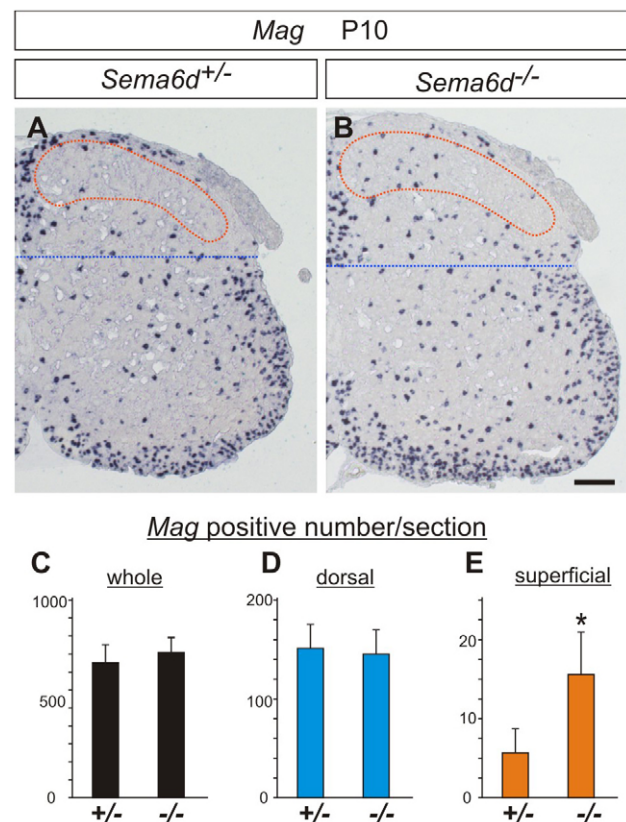 Mag P10
Sema6d+/- Sema6d-/-
A B
Mag positive number/section
C whole D dorsal E superficial
1000 200 20
500 100 10
0 0 0
*
+/- -/- +/- -/- +/- -/-